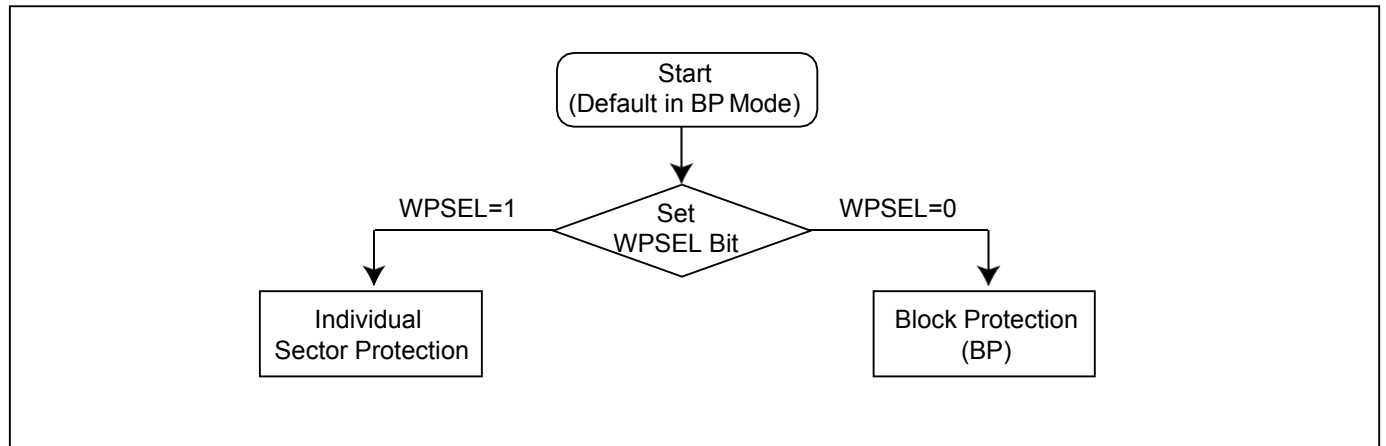 Start
(Default in BP Mode)
WPSEL=1
Set
WPSEL Bit
WPSEL=0
Individual
Sector Protection
Block Protection
(BP)